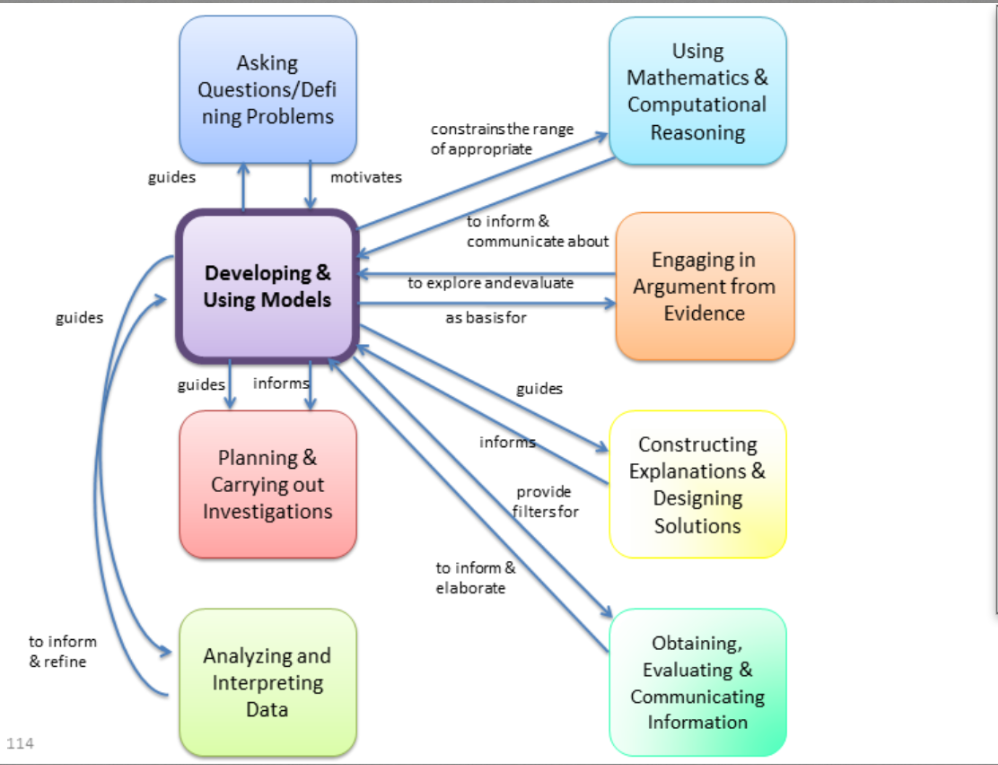 Asking
Questions/Defi
ning Problems
Using
Mathematics &
Computational
Reasoning
constrains the range
of appropriate
guides
motivates
to inform &
communicate about
Developing &
Using Models
Engaging in
Argument from
Evidence
to explore and evaluate
as basis for
guides
guides
informs
guides
informs
Planning &
Carrying out
Investigations
Constructing
Explanations &
Designing
Solutions
provide
filters for
to inform &
elaborate
to inform
& refine
Analyzing and
Interpreting
Data
Obtaining,
Evaluating &
Communicating
Information
114